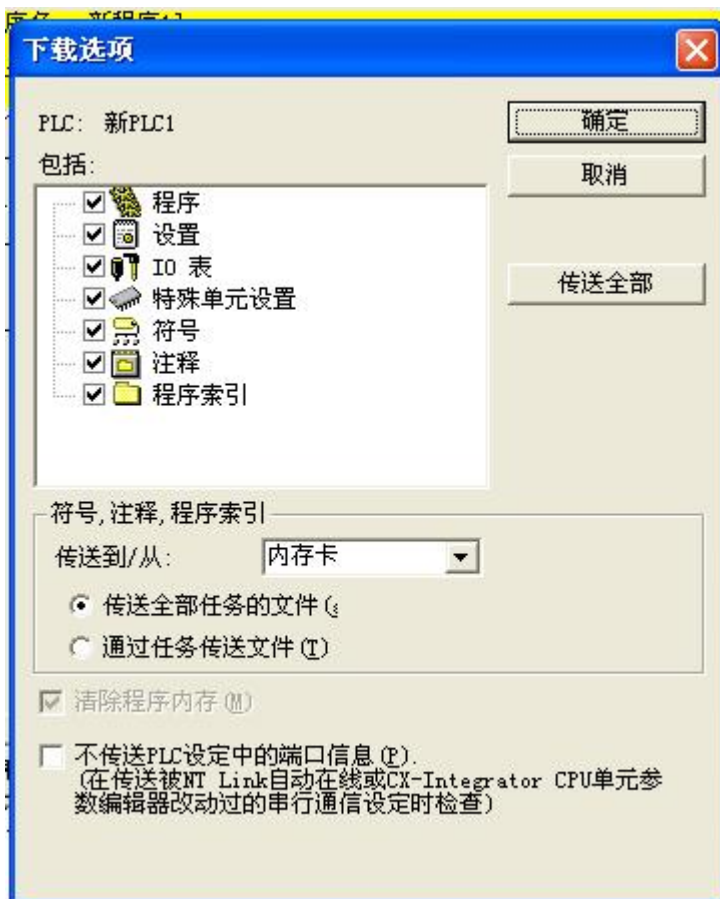 下载选项
PLC: 新PLC1
确定
包括:
取消
程序
设置
IO 表
传送全部
特殊单元设置
符号
注释
程序索引
符号,注释,程序索引
传送到/从:
内存卡
传送全部任务的文件(
通过任务传送文件(T)
清除程序内存(M)
不传送PLC设定中的端口信息(P).
(在传送被NT Link自动在线或CX-Integrator CPU单元参
数编辑器改动过的串行通信设定时检查)